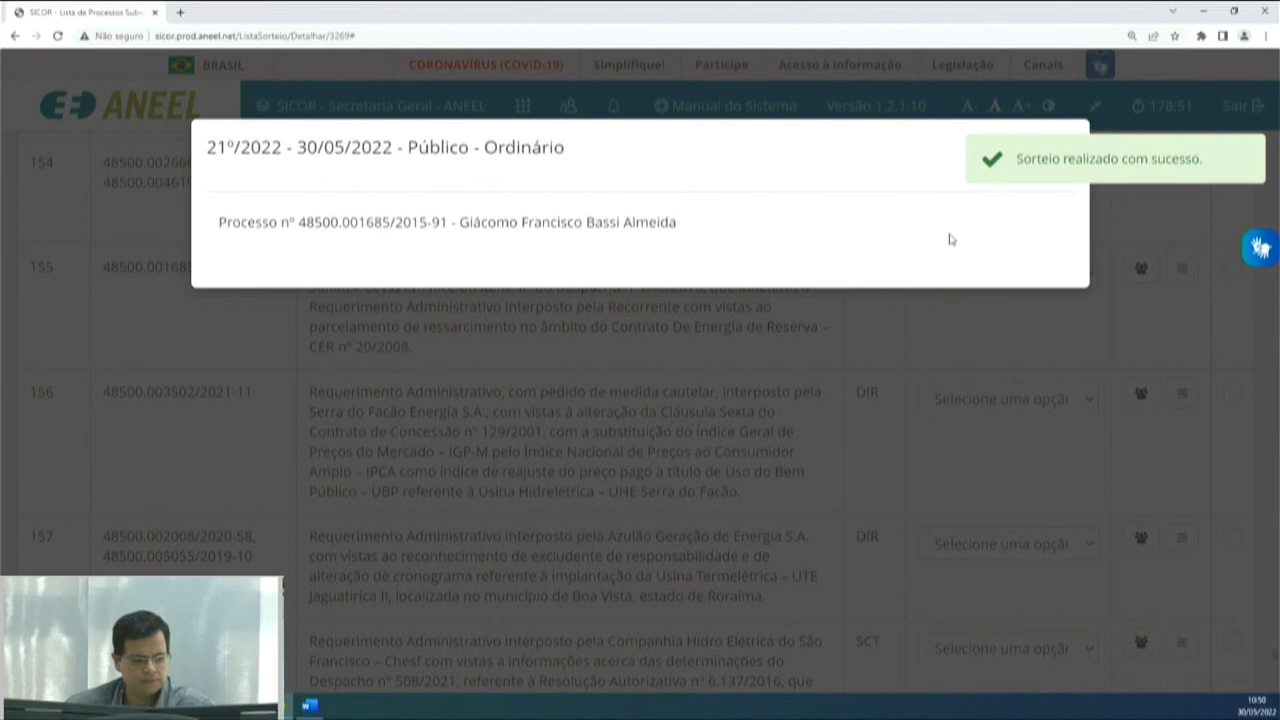 SICOR - Lista de Processos Subm
Não seguro | sicor.prod.aneel.net/ListaSorteio/Detalhar/3269#
BRASIL
CORONAVÍRUS (COVID-19)
Simplifique!
Participe
Acesso à informação
Legislação
Canais
ANEEL
SICOR - Secretaria Geral - ANEEL
Manual do Sistema
Versão 1.2.1.10
A-
A
A+
178:51
Sair
21º/2022 - 30/05/2022 - Público - Ordinário
Sorteio realizado com sucesso.
Processo nº 48500.001685/2015-91 - Giácomo Francisco Bassi Almeida
154
48500.00266
48500.00461
155
48500.00168
Requerimento Administrativo interposto pela Recorrente com vistas ao
parcelamento de ressarcimento no âmbito do Contrato De Energia de Reserva –
CER nº 20/2008.
156
48500.003502/2021-11
Requerimento Administrativo, com pedido de medida cautelar, interposto pela
Serra do Facão Energia S.A., com vistas à alteração da Cláusula Sexta do
Contrato de Concessão nº 129/2001, com a substituição do Índice Geral de
Preços do Mercado – IGP-M pelo Índice Nacional de Preços ao Consumidor
Amplo – IPCA como índice de reajuste do preço pago a título de Uso do Bem
Público – UBP referente à Usina Hidrelétrica – UHE Serra do Facão.
DIR
Selecione uma opçã
157
48500.002008/2020-58,
48500.005055/2019-10
Requerimento Administrativo interposto pela Azulão Geração de Energia S.A.
com vistas ao reconhecimento de excludente de responsabilidade e de
alteração de cronograma referente à implantação da Usina Termelétrica – UTE
Jaguatirica II, localizada no município de Boa Vista, estado de Roraima.
DIR
Selecione uma opçã
Requerimento Administrativo interposto pela Companhia Hidro Elétrica do São
Francisco – Chesf com vistas a informações acerca das determinações do
Despacho nº 508/2021, referente à Resolução Autorizativa nº 6.137/2016, que
SCT
Selecione uma opçã
10:50
30/05/2022